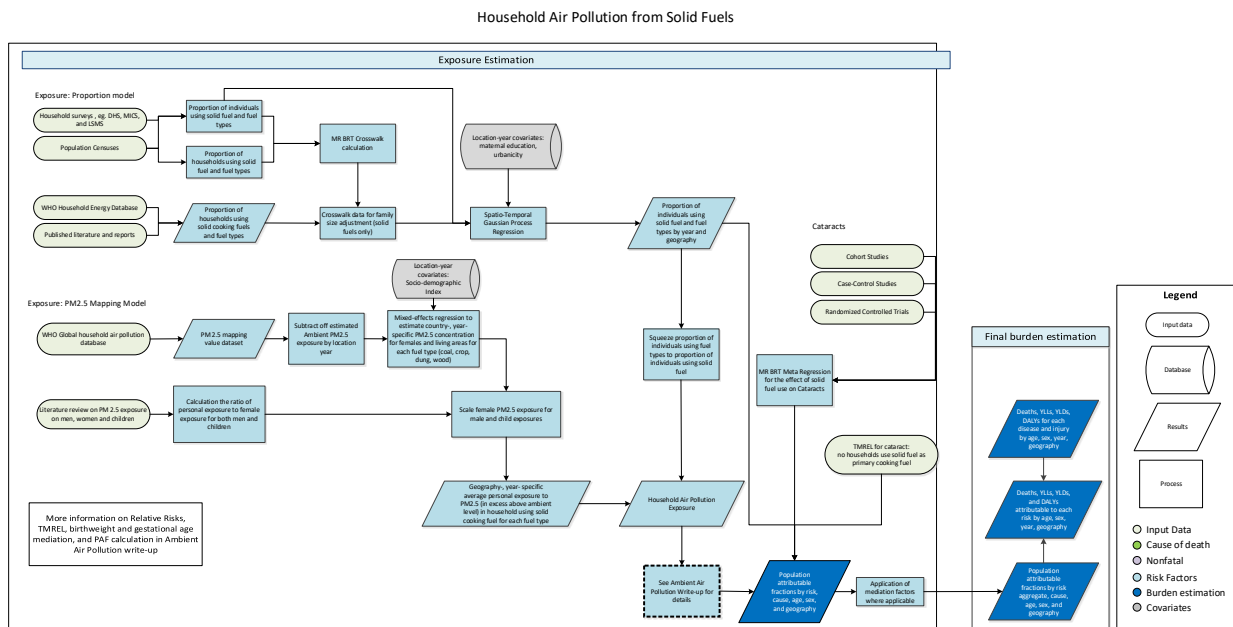 Household Air Pollution from Solid Fuels
Exposure Estimation
Exposure: Proportion model
Household surveys , eg. DHS, MICS,
and LSMS
Population Censuses
Proportion of individuals
using solid fuel and fuel
types
Proportion of
households using solid
fuel and fuel types
MR BRT Crosswalk
calculation
Location-year
covariates:
maternal education,
urbanicity
WHO Household Energy Database
Published literature and reports
Proportion of
households using
solid cooking fuels
and fuel types
Crosswalk data for family
size adjustment (solid
fuels only)
Spatio-Temporal
Gaussian Process
Regression
Proportion of
individuals using
solid fuel and fuel
types by year and
geography
Cataracts
Cohort Studies
Case-Control Studies
Randomized Controlled Trials
Location-year
covariates:
Socio-demographic
Index
Exposure: PM2.5 Mapping Model
WHO Global household air pollution
database
PM2.5 mapping
value dataset
Subtract off estimated
Ambient PM2.5
exposure by location
year
Mixed-effects regression to
estimate country-, year-
specific PM2.5 concentration
for females and living areas for
each fuel type (coal, crop,
dung, wood)
Squeeze proportion of
individuals using fuel
types to proportion of
individuals using solid
fuel
MR BRT Meta Regression
for the effect of solid
fuel use on Cataracts
Literature review on PM 2.5 exposure
on men, women and children
Calculation the ratio of
personal exposure to female
exposure for both men and
children
Scale female PM2.5 exposure for
male and child exposures
TMREL for cataract:
no households use solid fuel as
primary cooking fuel
Geography-, year- specific
average personal exposure to
PM2.5 (in excess above ambient
level) in household using solid
cooking fuel for each fuel type
Household Air Pollution
Exposure
More information on Relative Risks,
TMREL, birthweight and gestational age
mediation, and PAF calculation in Ambient
Air Pollution write-up
See Ambient Air
Pollution Write-up for
details
Population
attributable
fractions by risk,
cause, age, sex,
and geography
Application of
mediation factors
where applicable
Final burden estimation
Deaths, YLLs, YLDs,
DALYs for each
disease and injury
by age, sex, year,
geography
Deaths, YLLs, YLDs,
and DALYs
attributable to each
risk by age, sex,
year, geography
Population
attributable
fractions by risk
aggregate, cause,
age, sex, and
geography
Legend
Input data
Database
Results
Process
Input Data
Cause of death
Nonfatal
Risk Factors
Burden estimation
Covariates